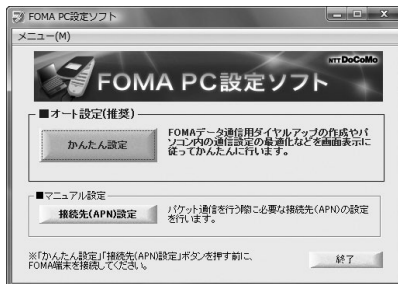 FOMA PC設定ソフト
メニュー(M)
NTT DoCoMo
FOMA PC設定ソフト
■オート設定(推奨)
かんたん設定
FOMAデータ通信用ダイヤルアップの作成やパ
ソコン内の通信設定の最適化などを画面表示に
従ってかんたんに行います。
■マニュアル設定
接続先(APN)設定
パケット通信を行う際に必要な接続先(APN)の設定
を行います。
※「かんたん設定」「接続先(APN)設定」ボタンを押す前に、
FOMA端末を接続してください。
終了